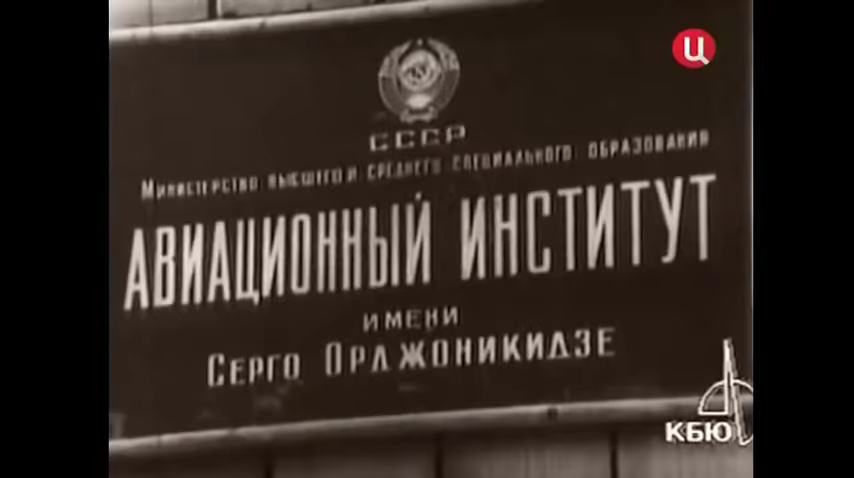 Ц
СССР
Министерство высшего и среднего специального образования
АВИАЦИОННЫЙ ИНСТИТУТ
ИМЕНИ
Серго Орджоникидзе
КБЮ